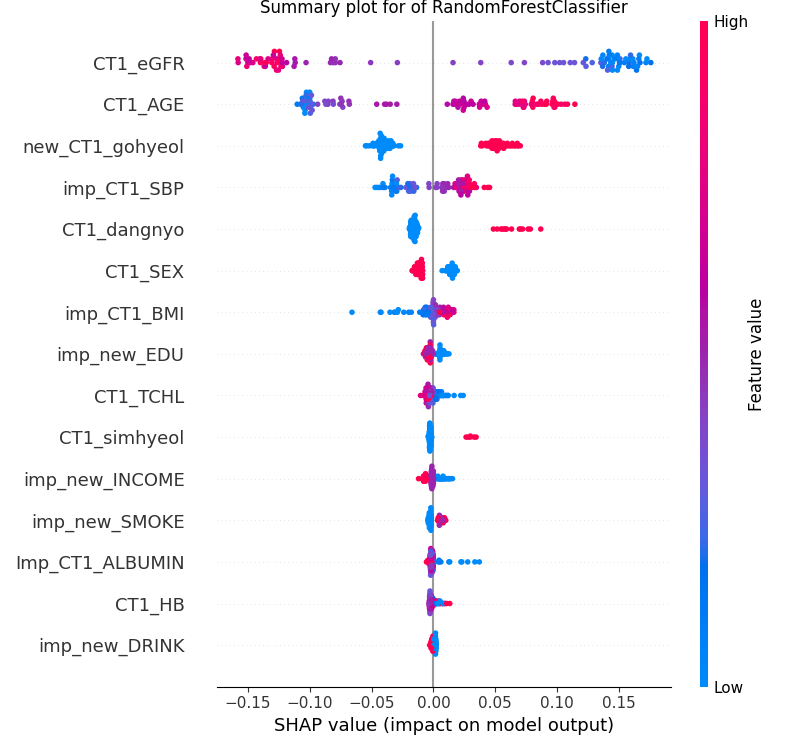 Summary plot for of RandomForestClassifier
High
CT1_eGFR
CT1_AGE
new_CT1_gohyeol
imp_CT1_SBP
CT1_dangnyo
CT1_SEX
imp_CT1_BMI
imp_new_EDU
CT1_TCHL
CT1_simhyeol
imp_new_INCOME
imp_new_SMOKE
Imp_CT1_ALBUMIN
CT1_HB
imp_new_DRINK
Feature value
Low
−0.15 −0.10 −0.05 0.00 0.05 0.10 0.15
SHAP value (impact on model output)